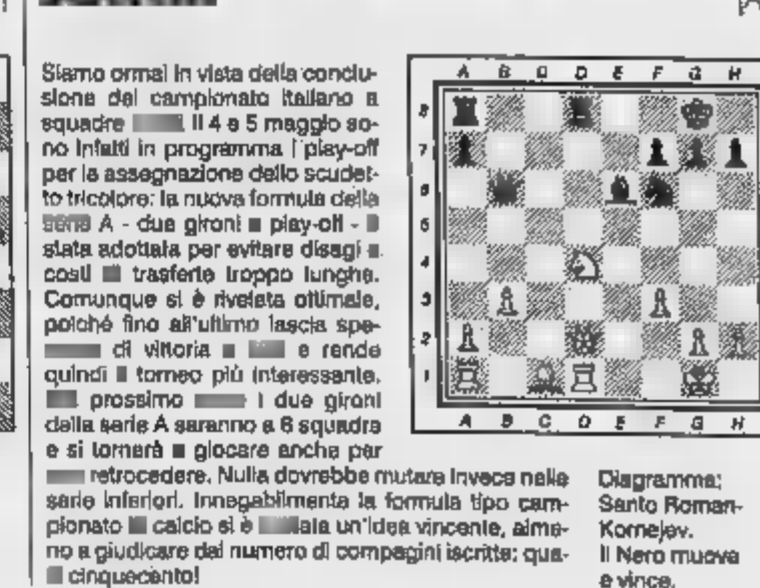 Siamo ormai in vista della conclu-
sione del campionato italiano a
squadre Il 4 e 5 maggio so-
no infatti in programma i play-off
per la assegnazione dello scudet-
to tricolore: la nuova formula della
serie A - due gironi play-off -
stata adottata per evitare disagi
costi trasferte troppo lunghe.
Comunque si è rivelata ottimale,
poiché fino all'ultimo lascia spe-
di vittoria e rende
quindi torneo più interessante.
prossimo i due gironi
della serie A saranno a 6 squadre
e si tornerà a giocare anche per
retrocedere. Nulla dovrebbe mutare invece nelle
serie inferiori. Innegabilmente la formula tipo cam-
pionato calcio si è un'idea vincente, alme-
no a giudicare dal numero di compagini iscritte: qua-
cinquecento!
A B C D E F G H
8
7
6
5
4
3
2
1
A B C D E F G H
Diagramma:
Santo Roman-
Kornejev.
Il Nero muove
e vince.